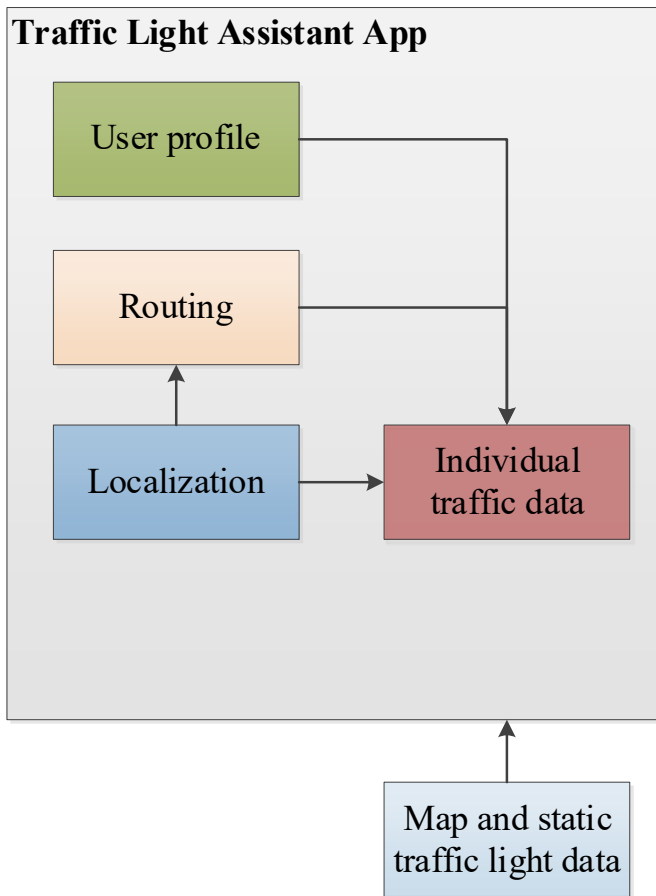 Traffic Light Assistant App
User profile
Routing
Localization
Individual
traffic data
Map and static
traffic light data